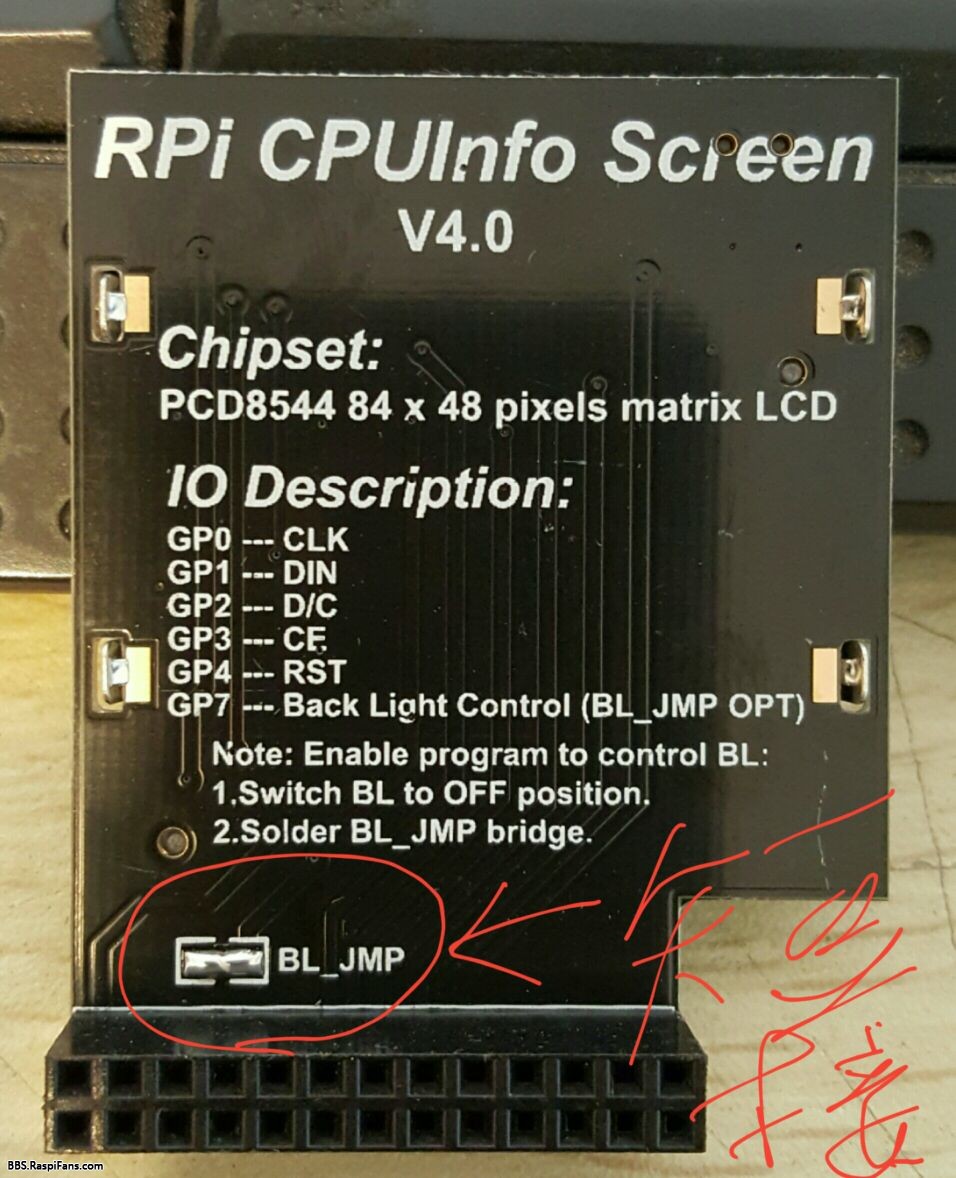 RPi CPUInfo Screen
V4.0
Chipset:
PCD8544 84 x 48 pixels matrix LCD
IO Description:
GP0 --- CLK
GP1 --- DIN
GP2 --- D/C
GP3 --- CE
GP4 --- RST
GP7 --- Back Light Control (BL_JMP OPT)
Note: Enable program to control BL:
1.Switch BL to OFF position.
2.Solder BL_JMP bridge.
BL_JMP
BBS.RaspiFans.com